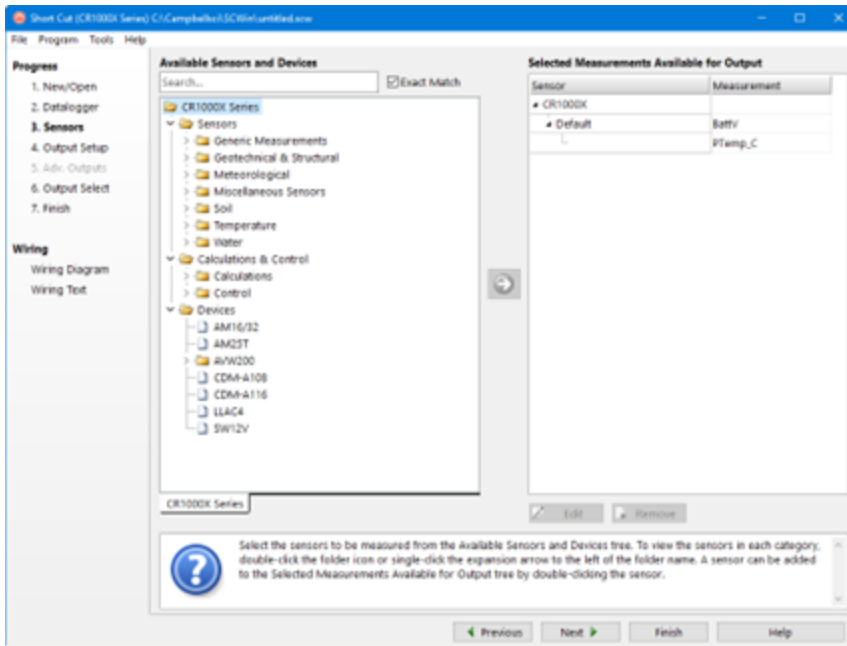 Short Cut (CR1000X Series) C:\Campbellsci\SCWin\untitled.scw
File Program Tools Help
Progress
1. New/Open
2. Datalogger
3. Sensors
4. Output Setup
5. Adv. Outputs
6. Output Select
7. Finish
Wiring
Wiring Diagram
Wiring Text
Available Sensors and Devices
Search...
Exact Match
CR1000X Series
Sensors
Generic Measurements
Geotechnical & Structural
Meteorological
Miscellaneous Sensors
Soil
Temperature
Water
Calculations & Control
Calculations
Control
Devices
AM16/32
AM25T
AVW200
CDM-A108
CDM-A116
LLAC4
SW12V
CR1000X Series
Selected Measurements Available for Output
Sensor Measurement
CR1000X
Default BattV
PTemp_C
Edit Remove
Select the sensors to be measured from the Available Sensors and Devices tree. To view the sensors in each category,
double-click the folder icon or single-click the expansion arrow to the left of the folder name. A sensor can be added
to the Selected Measurements Available for Output tree by double-clicking the sensor.
Previous Next Finish Help